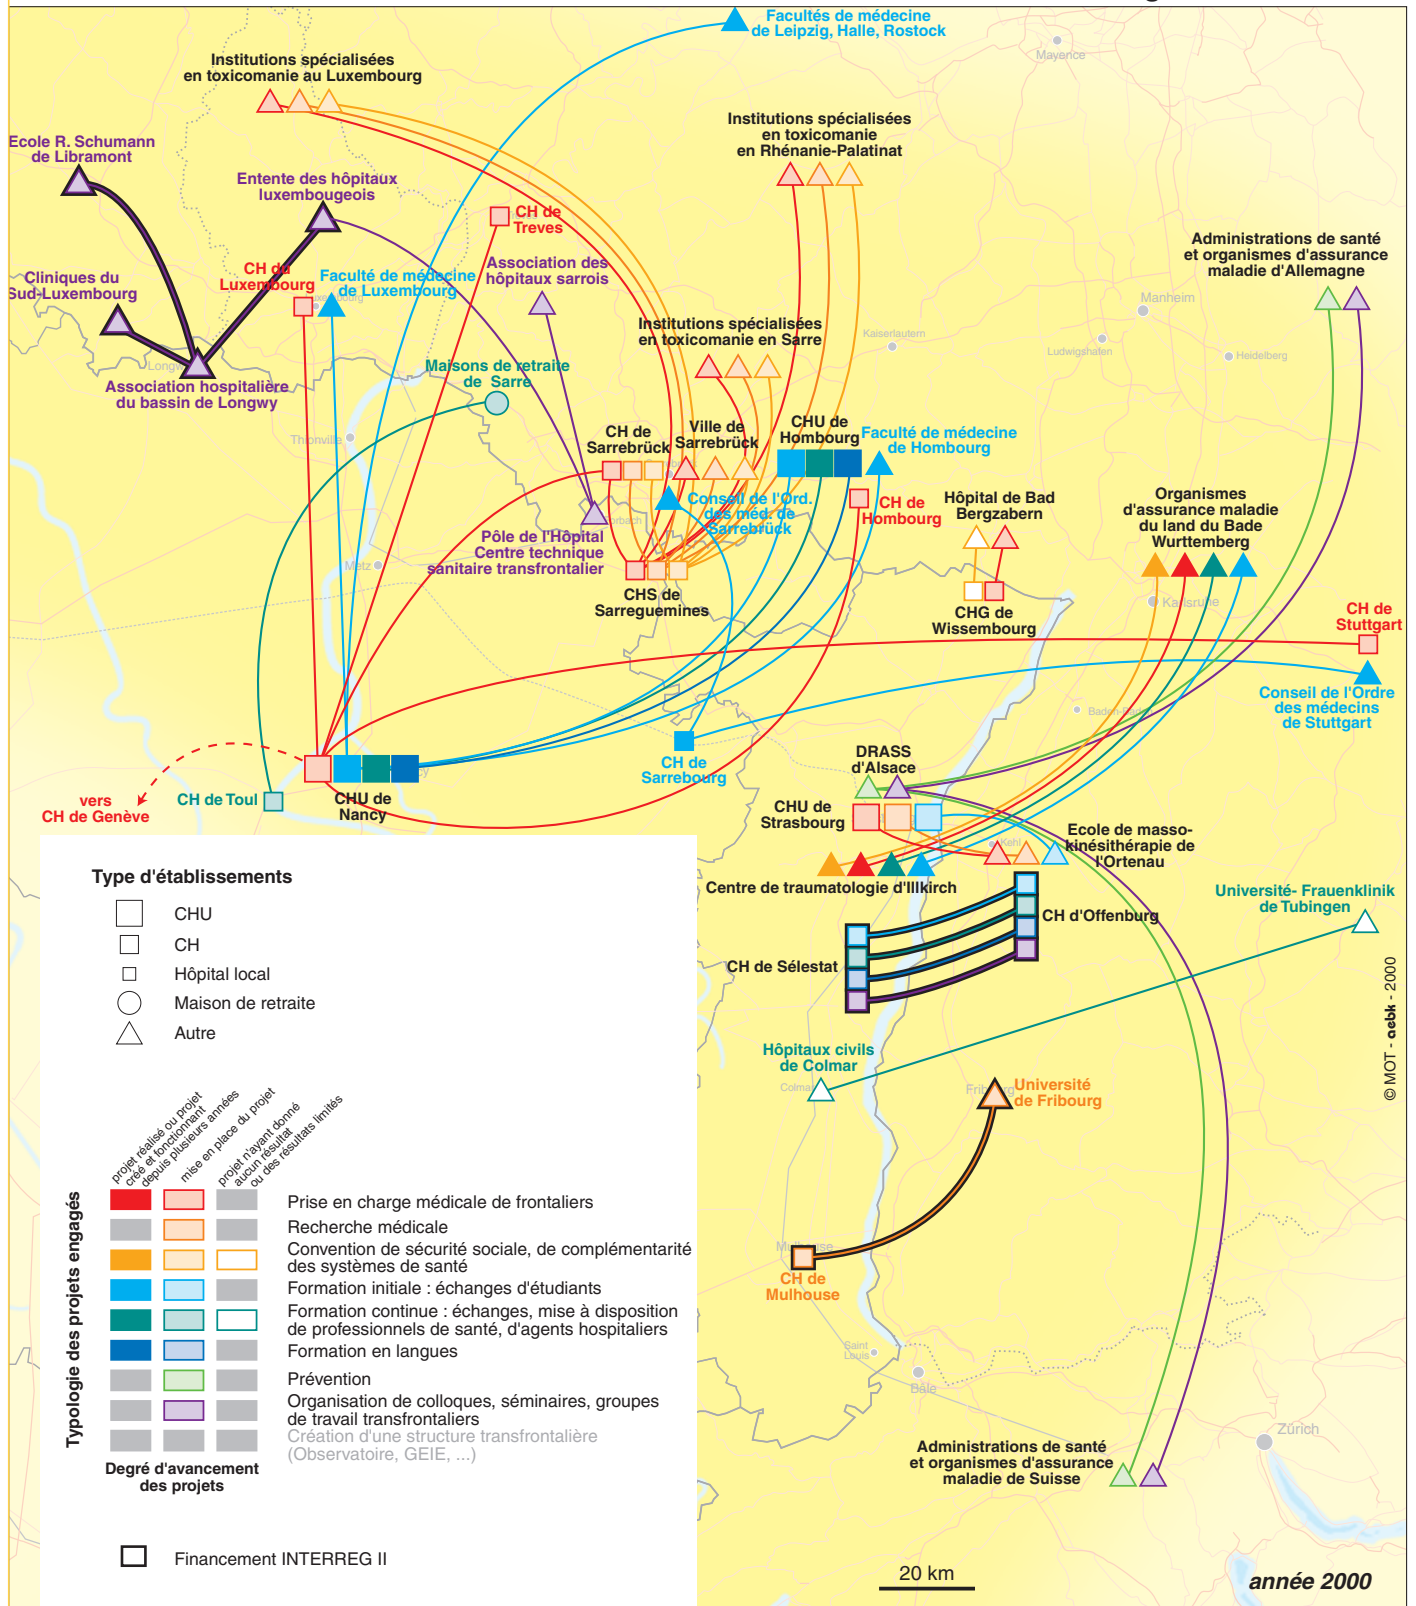 Facultés de médecine
de Leipzig, Halle, Rostock
Mayence
Institutions spécialisées
en toxicomanie au Luxembourg
Institutions spécialisées
en toxicomanie
en Rhénanie-Palatinat
Ecole R. Schumann
de Libramont
Entente des hôpitaux
luxembougeois
CH de
Treves
Administrations de santé
et organismes d'assurance
maladie d'Allemagne
Cliniques du
Sud-Luxembourg
CH du
Luxembourg
Faculté de médecine
de Luxembourg
Association des
hôpitaux sarrois
Manheim
Institutions spécialisées
en toxicomanie en Sarre
Kaiserlautern
Ludwigshafen
Heidelberg
Association hospitalière
du bassin de Longwy
Maisons de retraite
de Sarre
Thionville
CH de
Sarrebrück
Ville de
Sarrebrück
CHU de
Hombourg
Faculté de médecine
de Hombourg
Conseil de l'Ord.
des méd. de
Sarrebrück
CH de
Hombourg
Hôpital de Bad
Bergzabern
Organismes
d'assurance maladie
du land du Bade
Wurttemberg
Pôle de l'Hôpital
Centre technique
sanitaire transfrontalier
Metz
CHS de
Sarreguemines
CHG de
Wissembourg
Karlsruhe
CH de
Stuttgart
Conseil de l'Ordre
des médecins
de Stuttgart
CH de
Sarrebourg
DRASS
d'Alsace
vers
CH de Genève
CH de Toul
CHU de
Nancy
CHU de
Strasbourg
Kehl
Ecole de masso-
kinésithérapie de
l'Ortenau
Centre de traumatologie d'Illkirch
CH d'Offenburg
Université- Frauenklinik
de Tubingen
CH de Sélestat
Hôpitaux civils
de Colmar
Université
de Fribourg
CH de
Mulhouse
Saint
Louis
Bâle
Zürich
Administrations de santé
et organismes d'assurance
maladie de Suisse
© MOT - aebk - 2000
20 km
année 2000
Type d'établissements
CHU
CH
Hôpital local
Maison de retraite
Autre
projet réalisé ou projet
créé et fonctionnant
depuis plusieurs années
mise en place du projet
projet n'ayant donné
aucun résultat
ou des résultats limités
Typologie des projets engagés
Prise en charge médicale de frontaliers
Recherche médicale
Convention de sécurité sociale, de complémentarité
des systèmes de santé
Formation initiale : échanges d'étudiants
Formation continue : échanges, mise à disposition
de professionnels de santé, d'agents hospitaliers
Formation en langues
Prévention
Organisation de colloques, séminaires, groupes
de travail transfrontaliers
Création d'une structure transfrontalière
(Observatoire, GEIE, ...)
Degré d'avancement
des projets
Financement INTERREG II